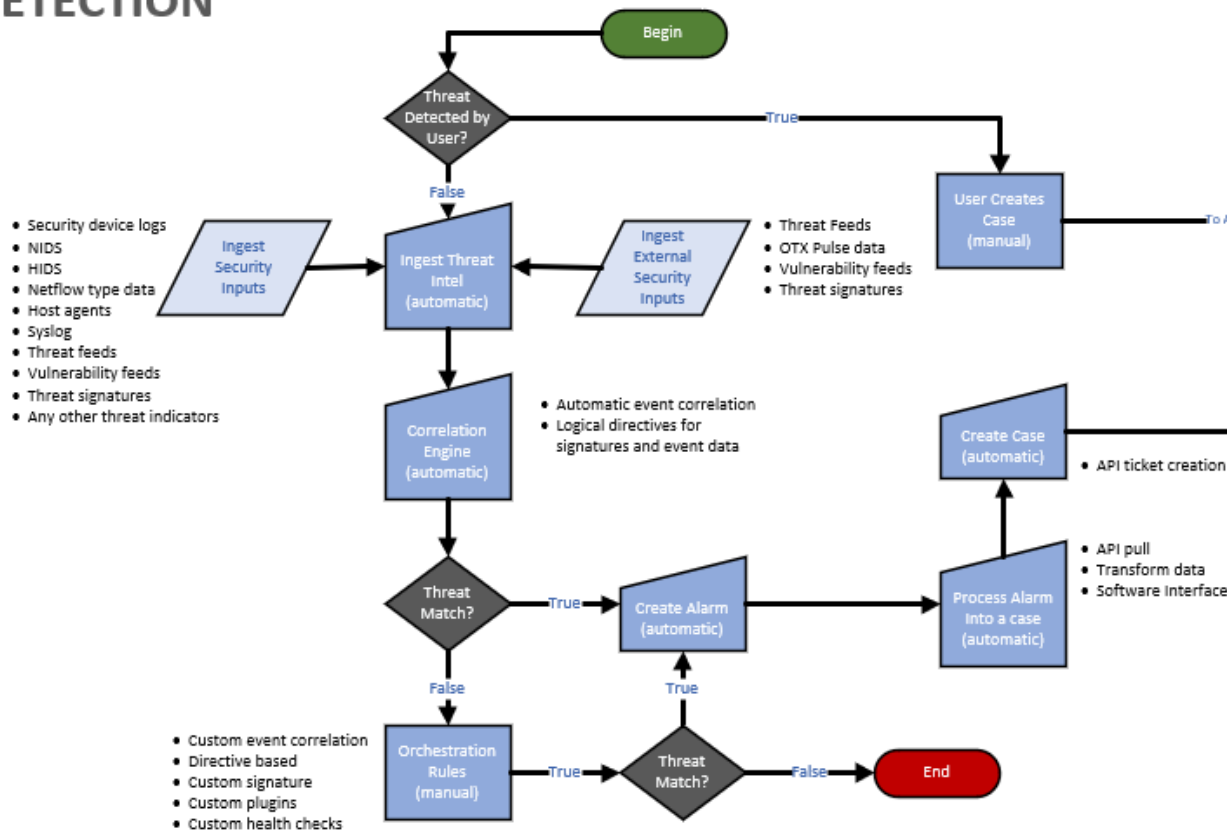 ETECTION
Begin
Threat
Detected by
User?
True
False
User Creates
Case
(manual)
To A
• Security device logs
• NIDS
• HIDS
• Netflow type data
• Host agents
• Syslog
• Threat feeds
• Vulnerability feeds
• Threat signatures
• Any other threat indicators
Ingest
Security
Inputs
Ingest Threat
Intel
(automatic)
Ingest
External
Security
Inputs
• Threat Feeds
• OTX Pulse data
• Vulnerability feeds
• Threat signatures
Correlation
Engine
(automatic)
• Automatic event correlation
• Logical directives for
signatures and event data
Create Case
(automatic)
• API ticket creation
Threat
Match?
True
Create Alarm
(automatic)
Process Alarm
Into a case
(automatic)
• API pull
• Transform data
• Software Interface
False
True
• Custom event correlation
• Directive based
• Custom signature
• Custom plugins
• Custom health checks
Orchestration
Rules
(manual)
True
Threat
Match?
False
End